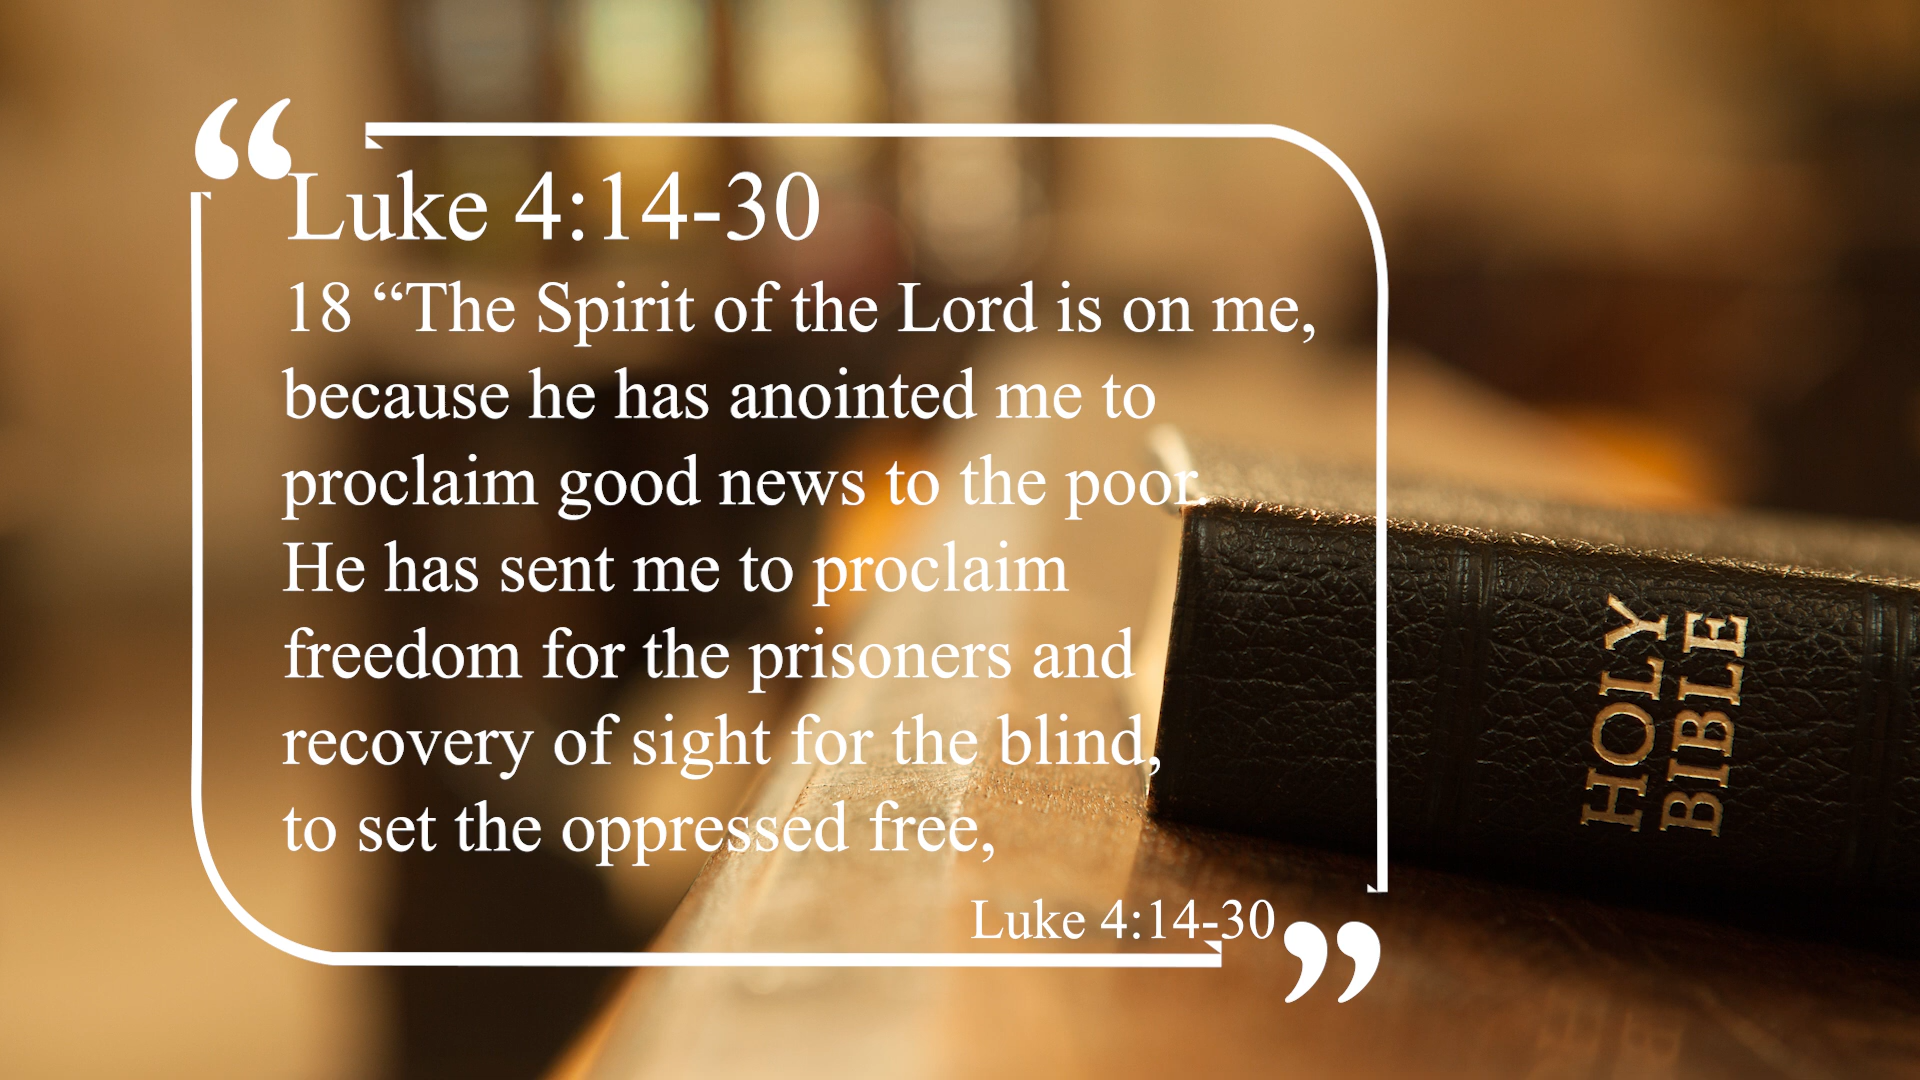 “
Luke 4:14-30
18 “The Spirit of the Lord is on me,
because he has anointed me to
proclaim good news to the poor.
He has sent me to proclaim
freedom for the prisoners and
recovery of sight for the blind,
to set the oppressed free,
Luke 4:14-30
”
HOLY
BIBLE